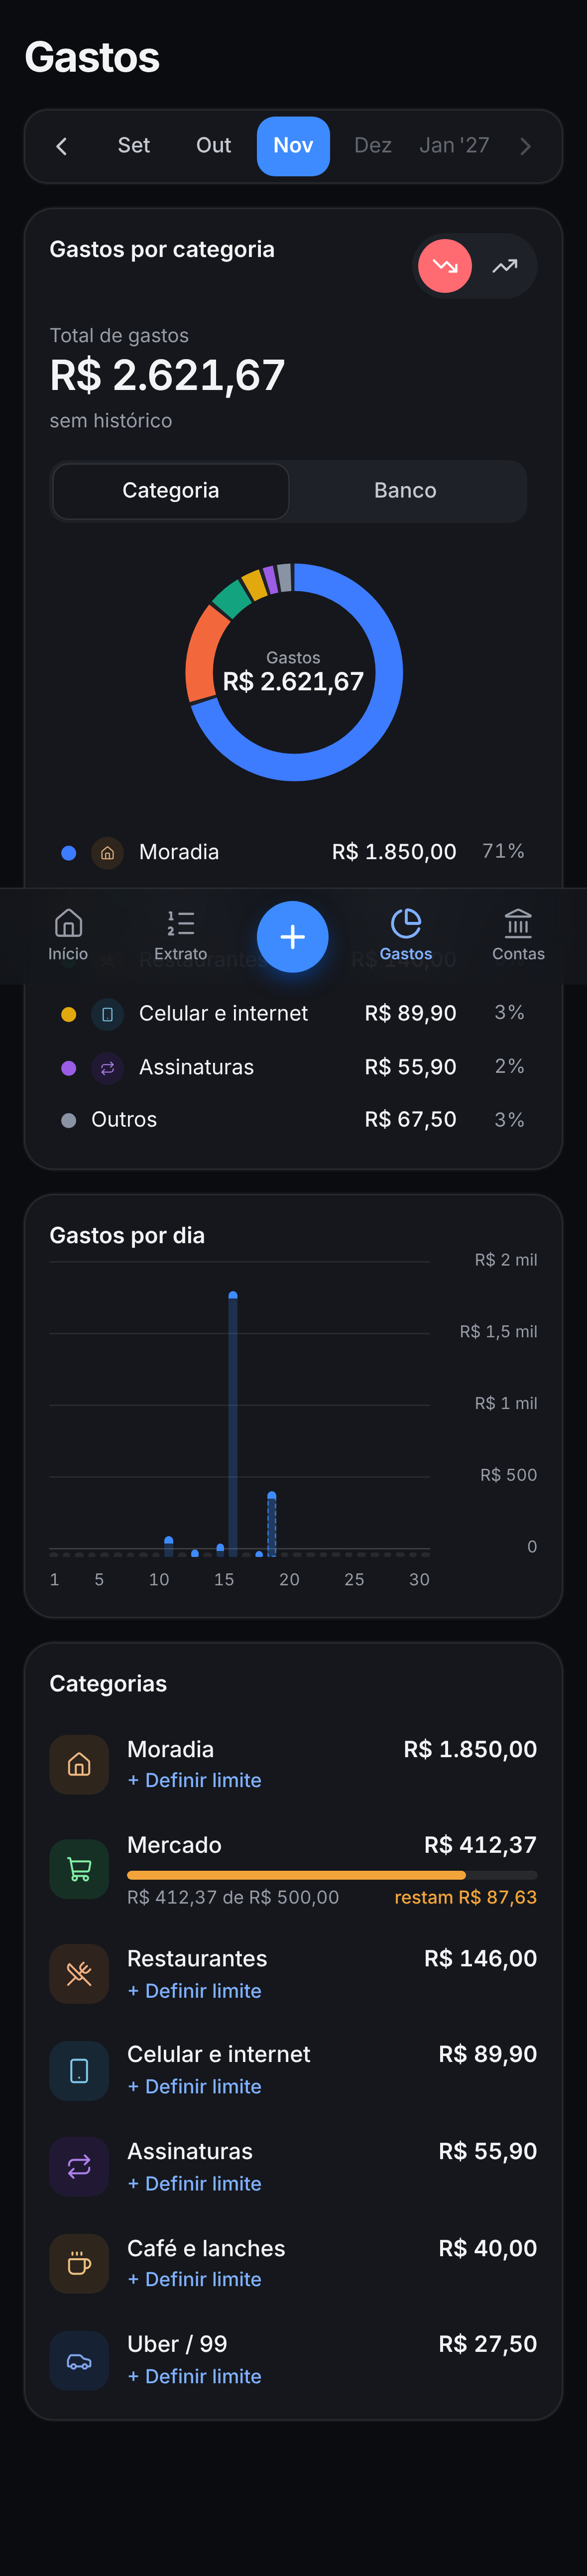 Gastos
Set Out Nov Dez Jan '27
Gastos por categoria
Total de gastos
R$ 2.621,67
sem histórico
Categoria Banco
Gastos
R$ 2.621,67
Moradia R$ 1.850,00 71%
Início Extrato Gastos Contas
Restaurantes R$ 146,00
Celular e internet R$ 89,90 3%
Assinaturas R$ 55,90 2%
Outros R$ 67,50 3%
Gastos por dia
R$ 2 mil
R$ 1,5 mil
R$ 1 mil
R$ 500
0
1 5 10 15 20 25 30
Categorias
Moradia R$ 1.850,00
+ Definir limite
Mercado R$ 412,37
R$ 412,37 de R$ 500,00 restam R$ 87,63
Restaurantes R$ 146,00
+ Definir limite
Celular e internet R$ 89,90
+ Definir limite
Assinaturas R$ 55,90
+ Definir limite
Café e lanches R$ 40,00
+ Definir limite
Uber / 99 R$ 27,50
+ Definir limite